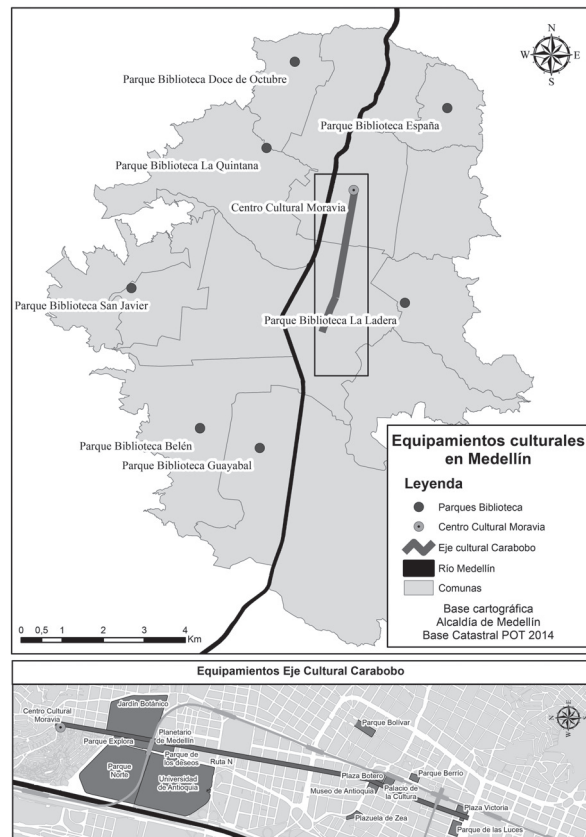 N
W E
S
Parque Biblioteca Doce de Octubre
Parque Biblioteca España
Parque Biblioteca La Quintana
Centro Cultural Moravia
Parque Biblioteca San Javier
Parque Biblioteca La Ladera
Parque Biblioteca Belén
Parque Biblioteca Guayabal
Equipamientos culturales
en Medellín
Leyenda
Parques Biblioteca
Centro Cultural Moravia
Eje cultural Carabobo
Río Medellín
Comunas
Base cartográfica
Alcaldía de Medellín
Base Catastral POT 2014
0 0,5 1 2 3 4
Km
Equipamientos Eje Cultural Carabobo
Jardín Botánico
Centro Cultural
Moravia
Parque Explora
Planetario
de Medellín
Parque de
los deseos
Parque
Norte
Universidad
de Antioquia
Ruta N
Parque Bolívar
Plaza Botero
Parque Berrío
Museo de Antioquia
Palacio de
la Cultura
Plazuela de Zea
Plaza Victoria
Parque de las Luces
N
E
S
W